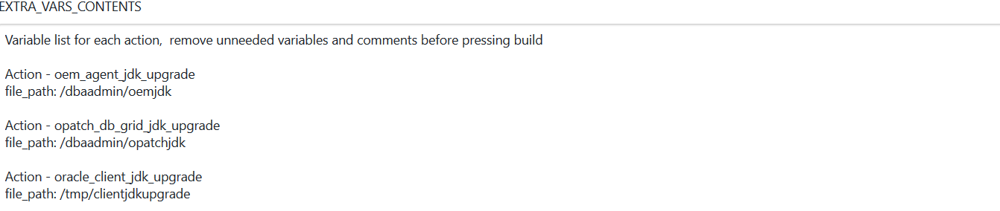 EXTRA_VARS_CONTENTS
Variable list for each action,  remove unneeded variables and comments before pressing build
Action - oem_agent_jdk_upgrade
file_path: /dbaadmin/oemjdk
Action - opatch_db_grid_jdk_upgrade
file_path: /dbaadmin/opatchjdk
Action - oracle_client_jdk_upgrade
file_path: /tmp/clientjdkupgrade